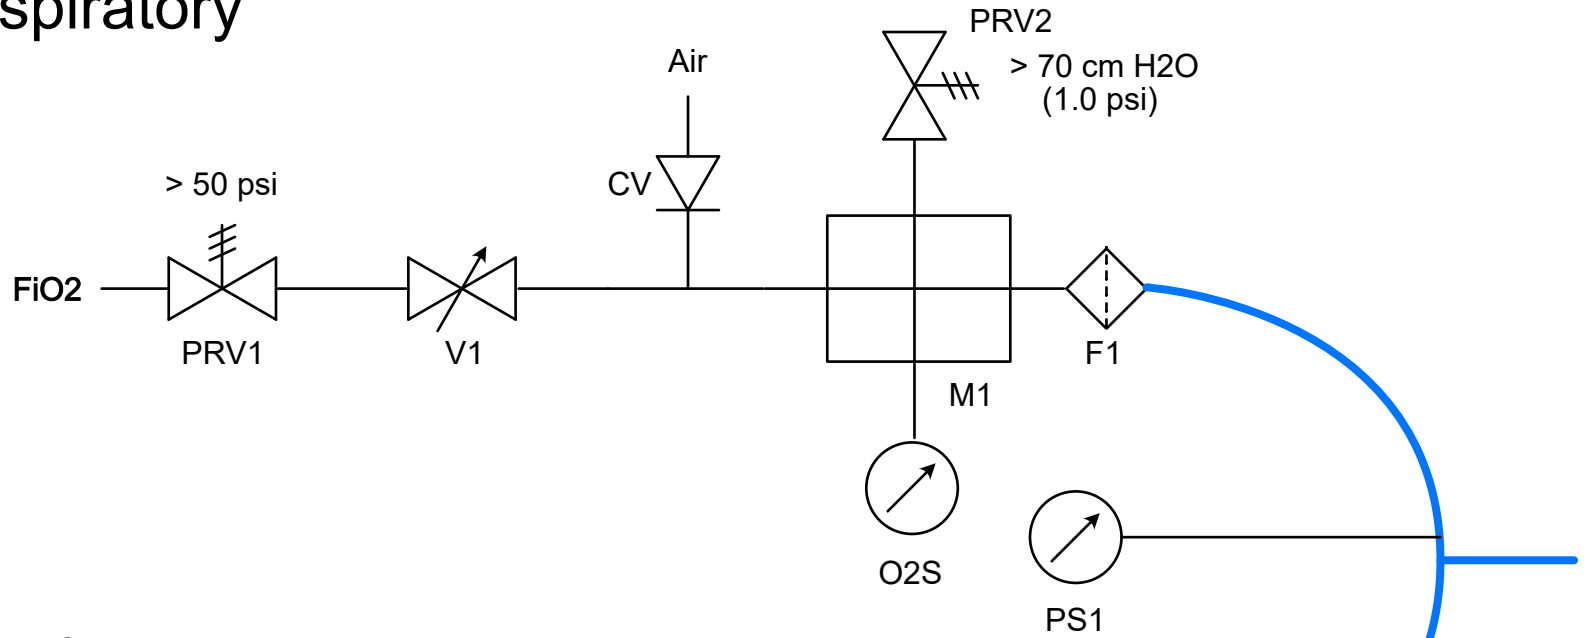 spiratory
PRV2
Air
> 70 cm H2O
(1.0 psi)
> 50 psi
CV
FiO2
PRV1
V1
F1
M1
O2S
PS1